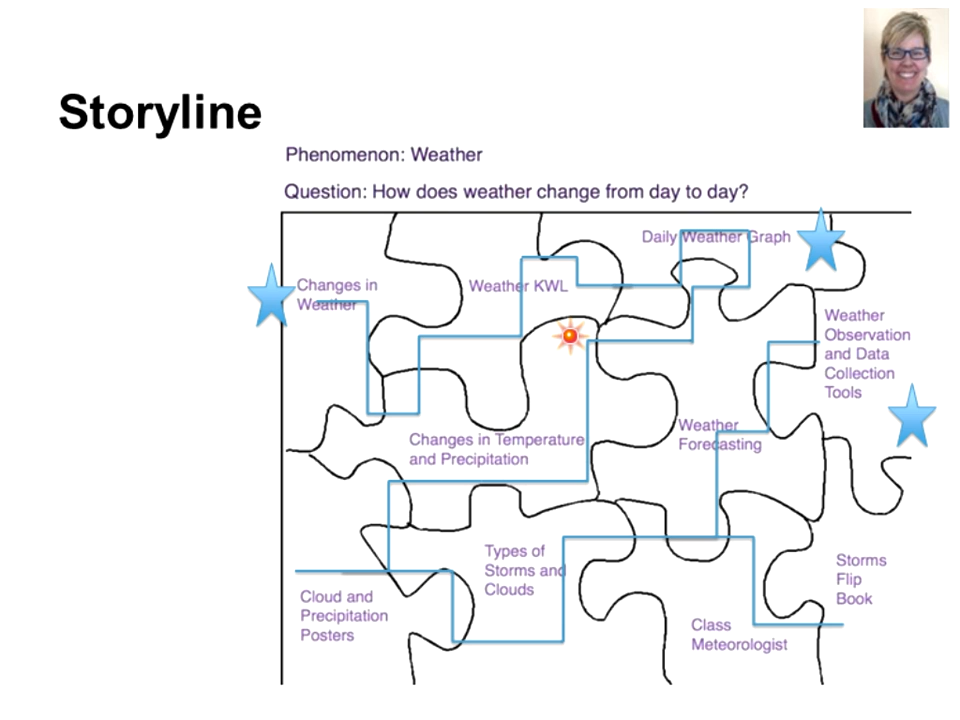 Storyline
Phenomenon: Weather
Question: How does weather change from day to day?
Daily Weather Graph
Changes in
Weather
Weather KWL
Weather
Observation
and Data
Collection
Tools
Changes in Temperature
and Precipitation
Weather
Forecasting
Types of
Storms and
Clouds
Storms
Flip
Book
Cloud and
Precipitation
Posters
Class
Meteorologist